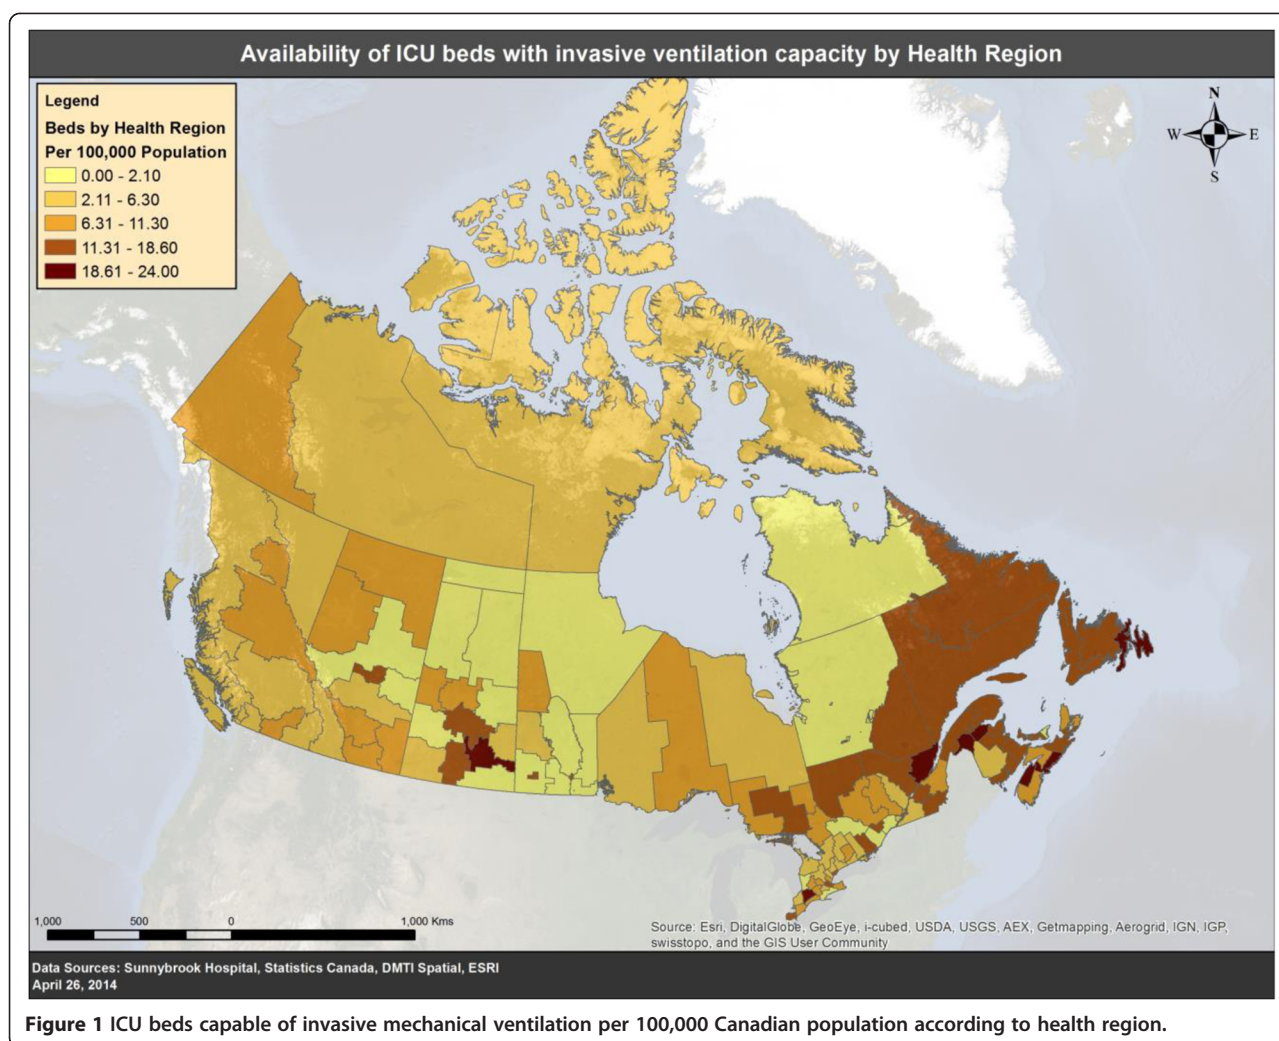 Availability of ICU beds with invasive ventilation capacity by Health Region
Legend
Beds by Health Region
Per 100,000 Population
0.00 - 2.10
2.11 - 6.30
6.31 - 11.30
11.31 - 18.60
18.61 - 24.00
N
W E
S
1,000 500 0 1,000 Kms
Source: Esri, DigitalGlobe, GeoEye, i-cubed, USDA, USGS, AEX, Getmapping, Aerogrid, IGN, IGP,
swisstopo, and the GIS User Community
Data Sources: Sunnybrook Hospital, Statistics Canada, DMTI Spatial, ESRI
April 26, 2014
Figure 1 ICU beds capable of invasive mechanical ventilation per 100,000 Canadian population according to health region.